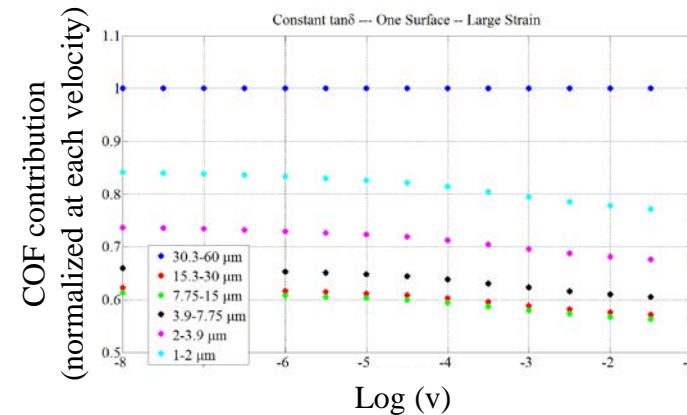 Constant tanδ --- One Surface -- Large Strain
COF contribution
(normalized at each velocity)
1.1
1
0.9
0.8
0.7
0.6
0.5
30.3-60 μm
15.3-30 μm
7.75-15 μm
3.9-7.75 μm
2-3.9 μm
1-2 μm
-8
-7
-6
-5
-4
-3
-2
-1
Log (v)